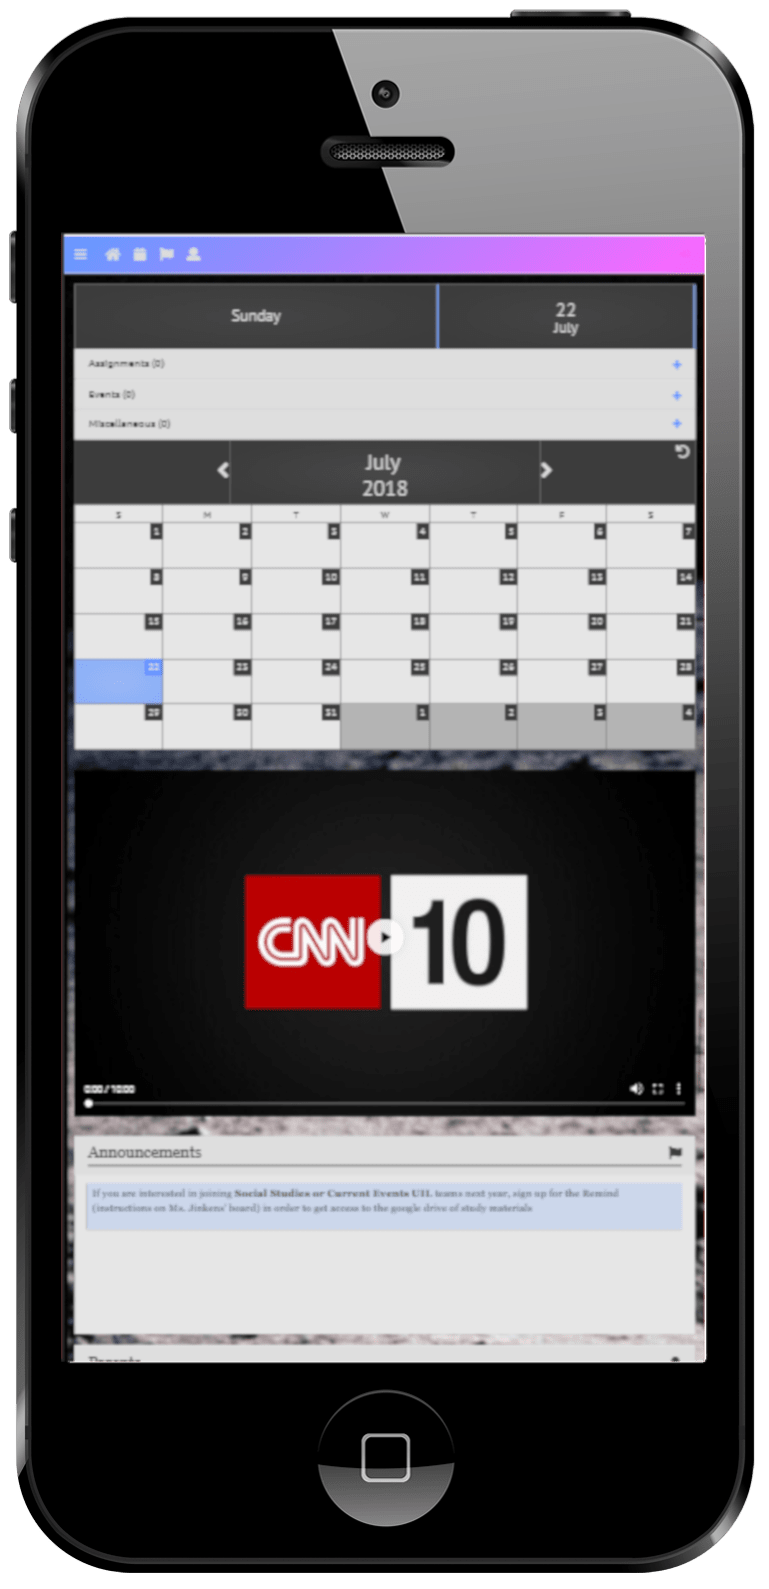 Sunday
22
July
Assignments (0)
Events (0)
Miscellaneous (0)
July
2018
S M T W T F S
1 2 3 4 5 6 7
8 9 10 11 12 13 14
15 16 17 18 19 20 21
22 23 24 25 26 27 28
29 30 31 1 2 3 4
CNN 10
0:00 / 10:00
Announcements
If you are interested in joining Social Studies or Current Events UIL teams next year, sign up for the Remind
(instructions on Ms. Jinkens' board) in order to get access to the google drive of study materials